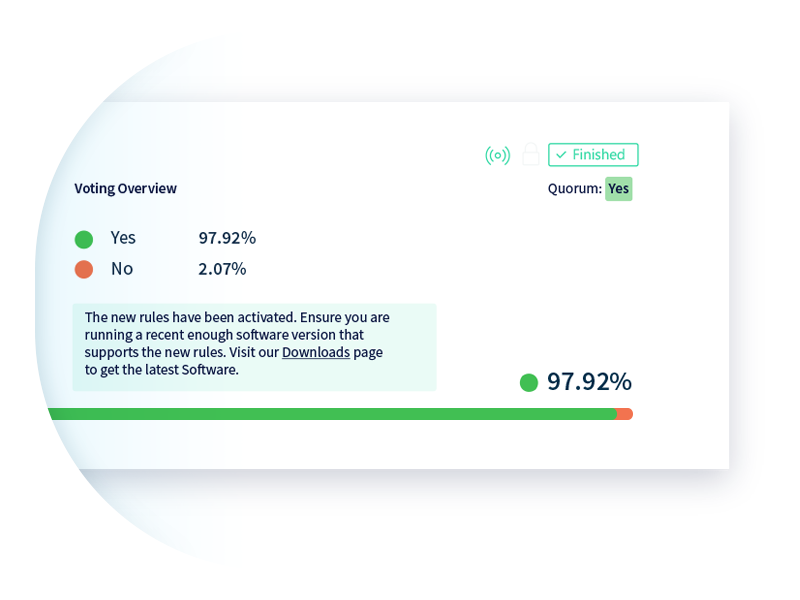 Finished
Voting Overview
Quorum: Yes
Yes 97.92%
No 2.07%
The new rules have been activated. Ensure you are
running a recent enough software version that
supports the new rules. Visit our Downloads page
to get the latest Software.
97.92%